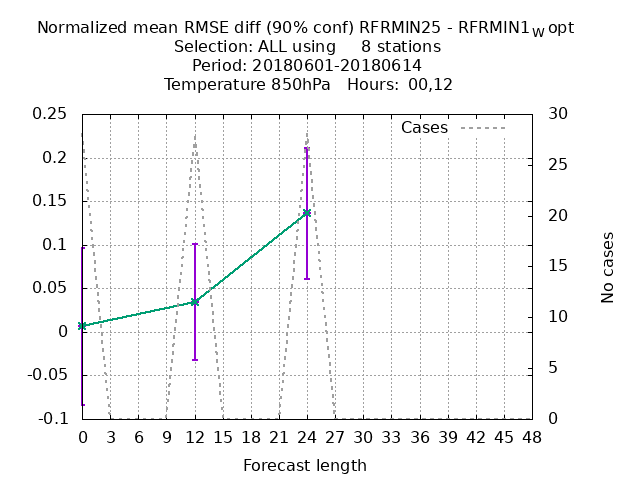 Normalized mean RMSE diff (90% conf) RFRMIN25 - RFRMIN1W opt
Selection: ALL using 8 stations
Period: 20180601-20180614
Temperature 850hPa Hours: 00,12
Cases
0.25
0.2
0.15
0.1
0.05
0
-0.05
-0.1
30
25
20
15
10
5
0
No cases
0 3 6 9 12 15 18 21 24 27 30 33 36 39 42 45 48
Forecast length